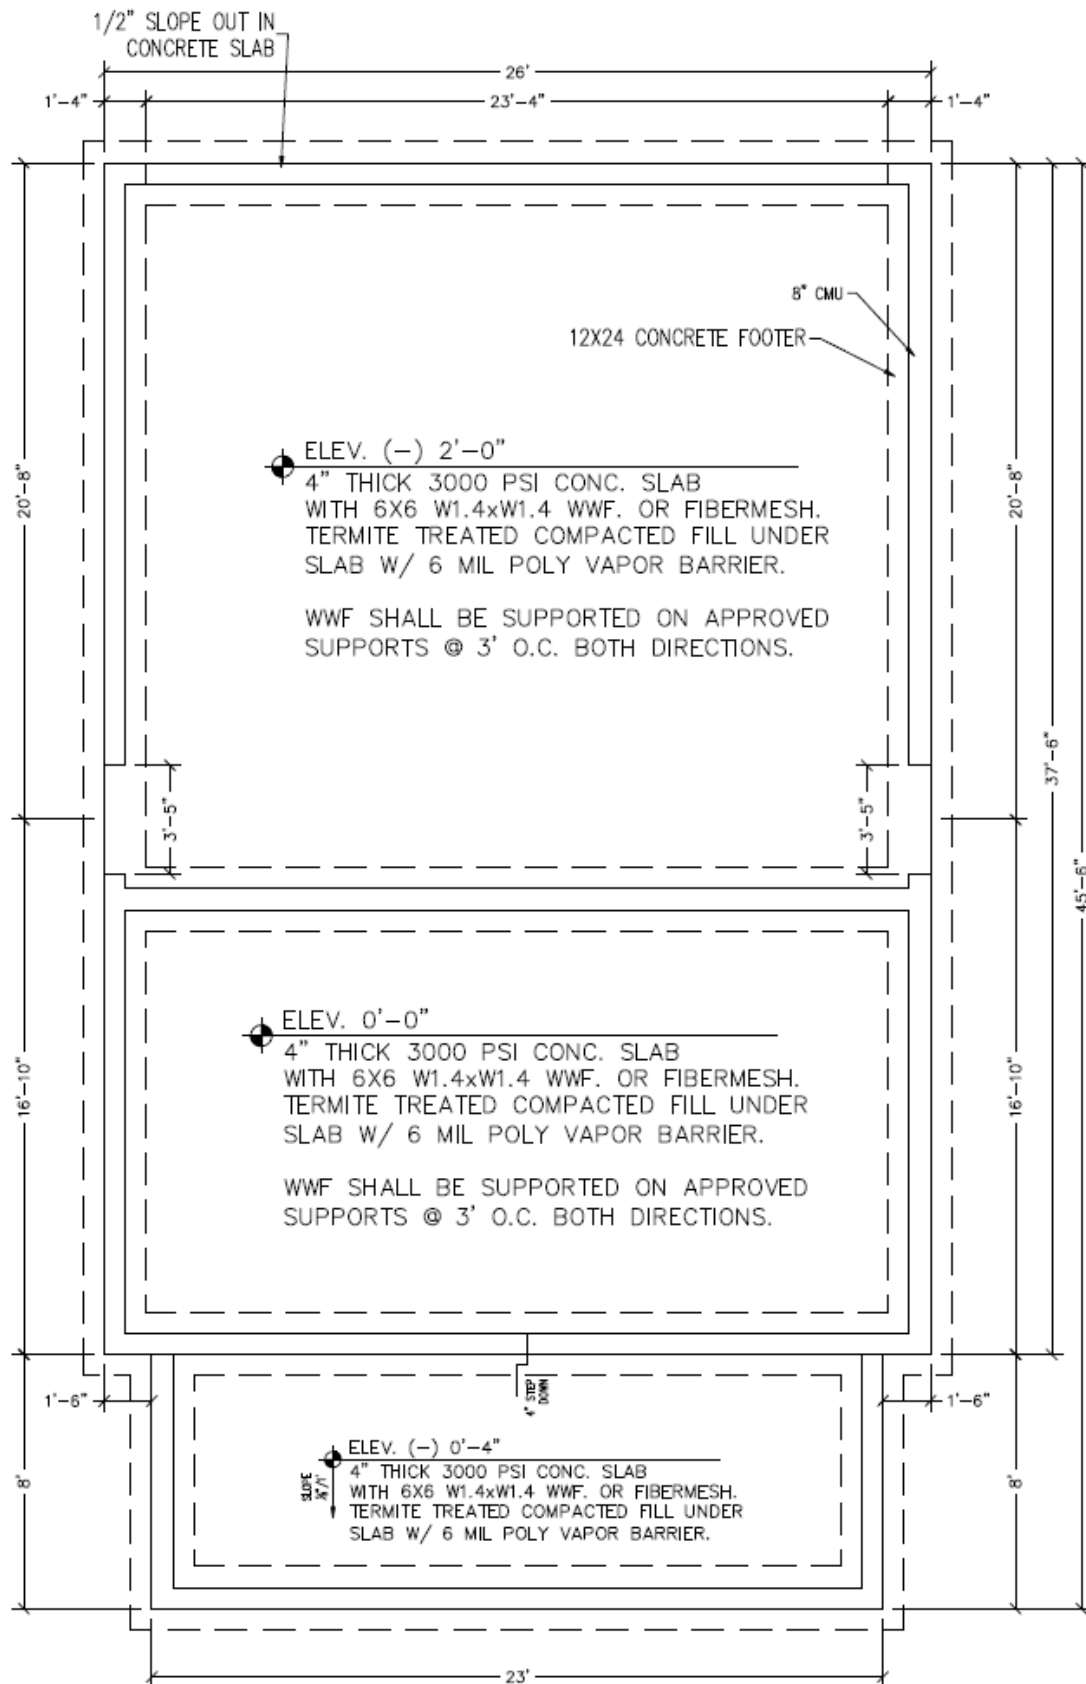 1/2" SLOPE OUT IN
CONCRETE SLAB
26'
1'-4"
23'-4"
1'-4"
8" CMU
12X24 CONCRETE FOOTER
ELEV. (-) 2'-0"
4" THICK 3000 PSI CONC. SLAB
WITH 6X6 W1.4xW1.4 WWF. OR FIBERMESH.
TERMITE TREATED COMPACTED FILL UNDER
SLAB W/ 6 MIL POLY VAPOR BARRIER.
WWF SHALL BE SUPPORTED ON APPROVED
SUPPORTS @ 3' O.C. BOTH DIRECTIONS.
20'-8"
20'-8"
37'-6"
3'-5"
3'-5"
45'-6"
ELEV. 0'-0"
4" THICK 3000 PSI CONC. SLAB
WITH 6X6 W1.4xW1.4 WWF. OR FIBERMESH.
TERMITE TREATED COMPACTED FILL UNDER
SLAB W/ 6 MIL POLY VAPOR BARRIER.
WWF SHALL BE SUPPORTED ON APPROVED
SUPPORTS @ 3' O.C. BOTH DIRECTIONS.
16'-10"
16'-10"
1'-6"
4" STEP
DOWN
1'-6"
ELEV. (-) 0'-4"
4" THICK 3000 PSI CONC. SLAB
WITH 6X6 W1.4xW1.4 WWF. OR FIBERMESH.
TERMITE TREATED COMPACTED FILL UNDER
SLAB W/ 6 MIL POLY VAPOR BARRIER.
SLOPE
8'
8'
23'